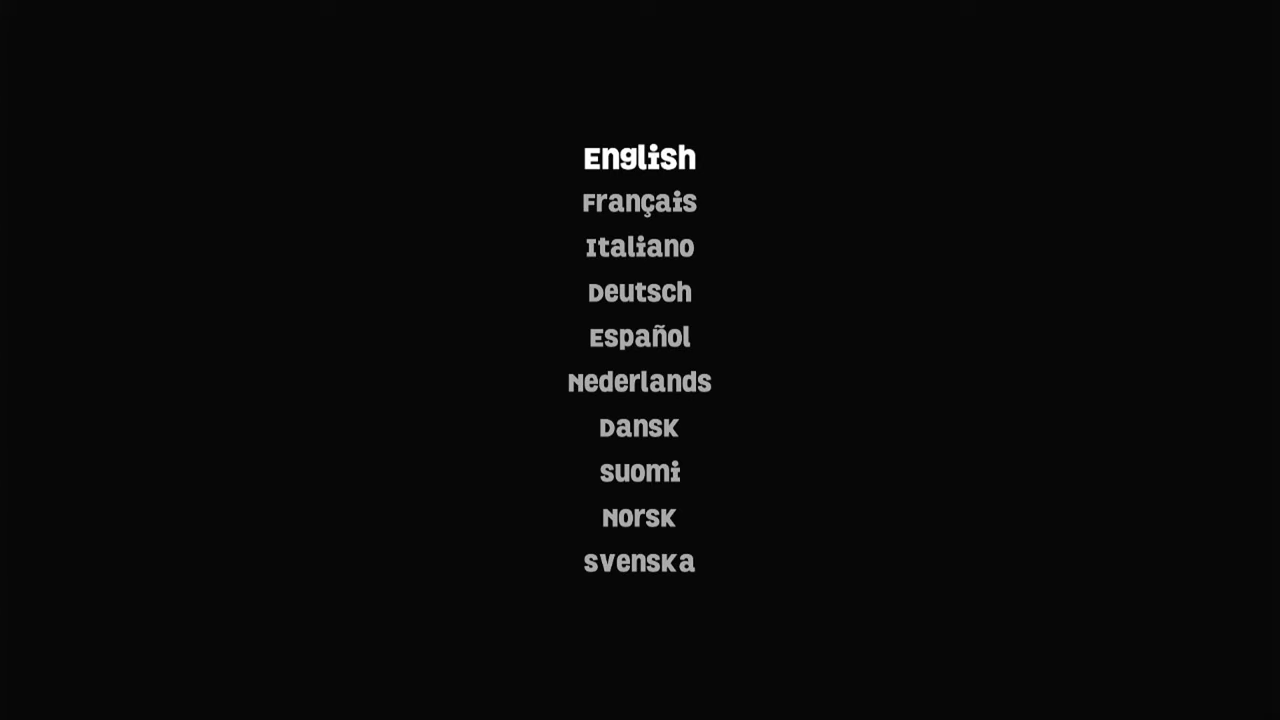 English
Français
Italiano
Deutsch
Español
Nederlands
Dansk
Suomi
Norsk
Svenska